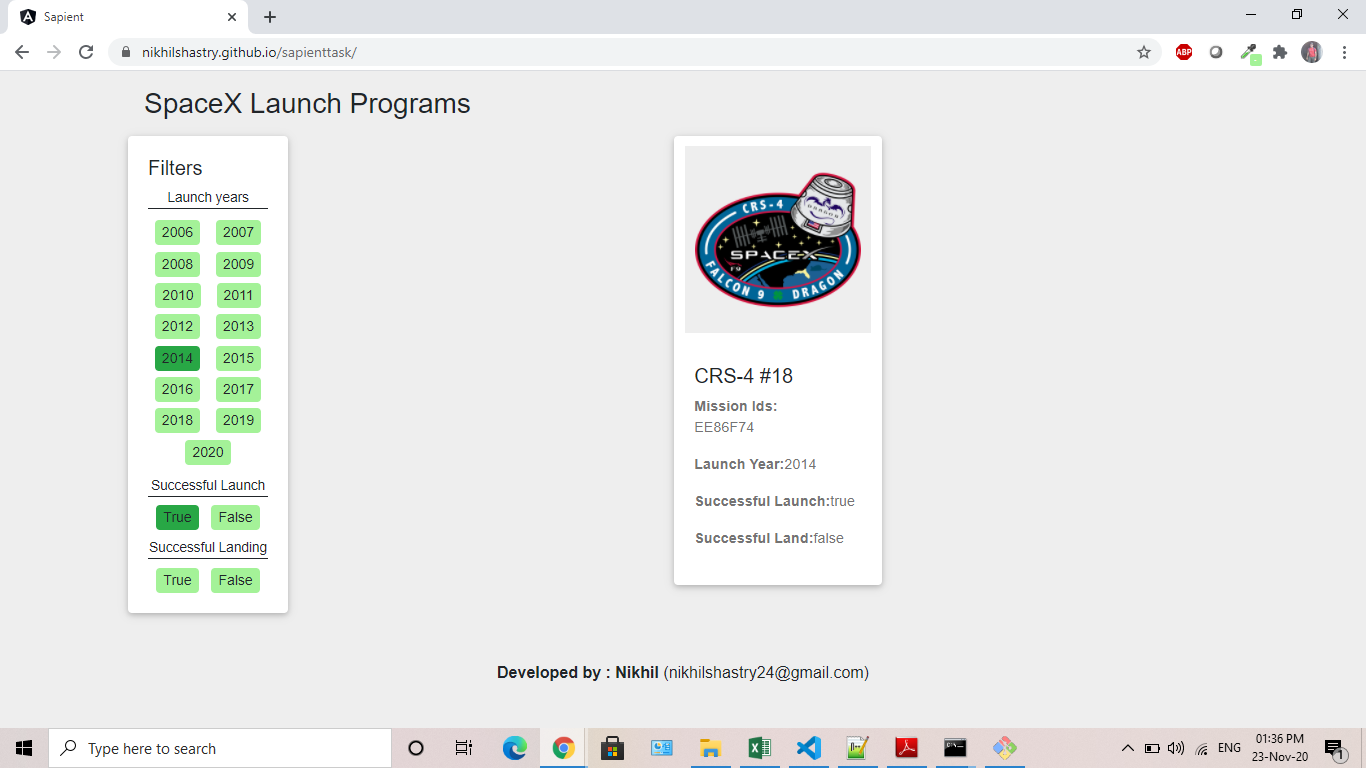 Sapient
nikhilshastry.github.io/sapienttask/
ABP
SpaceX Launch Programs
Filters
Launch years
2006 2007
2008 2009
2010 2011
2012 2013
2014 2015
2016 2017
2018 2019
2020
Successful Launch
True False
Successful Landing
True False
CRS-4
SPACEX
F9
FALCON 9 DRAGON
CRS-4 #18
Mission Ids:
EE86F74
Launch Year:2014
Successful Launch:true
Successful Land:false
Developed by : Nikhil (nikhilshastry24@gmail.com)
Type here to search
ENG
01:36 PM
23-Nov-20
1